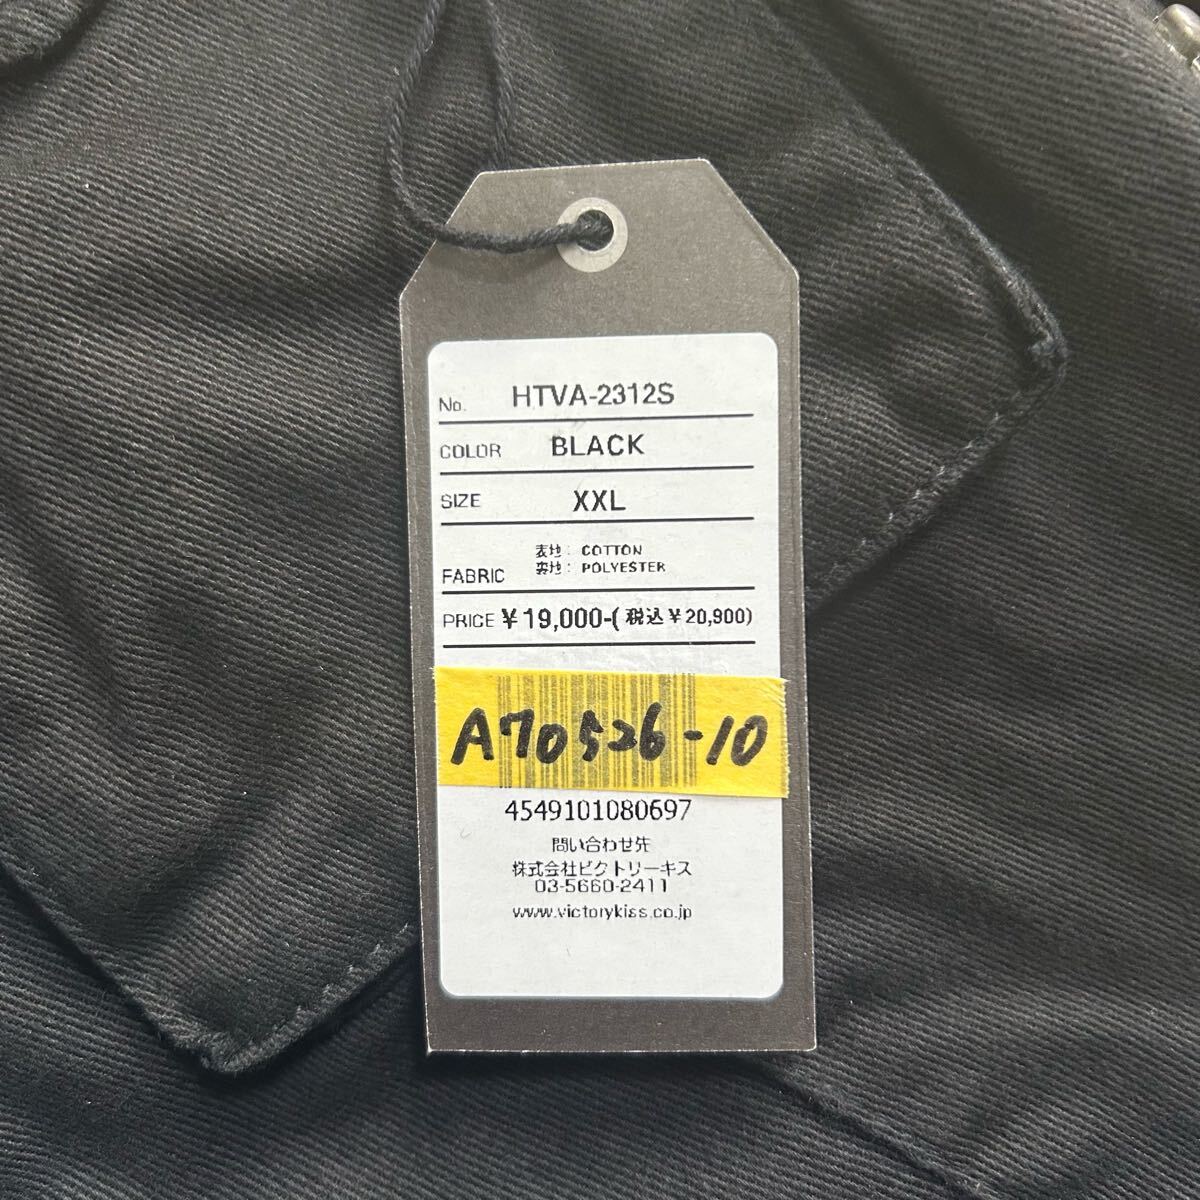 No. HTVA-2312S
COLOR BLACK
SIZE XXL
表地： COTTON
裏地： POLYESTER
FABRIC
PRICE ¥19,000-(税込¥20,900)
A70526-10
4549101080697
問い合わせ先
株式会社ビクトリーキス
03-5660-2411
www.victorykiss.co.jp